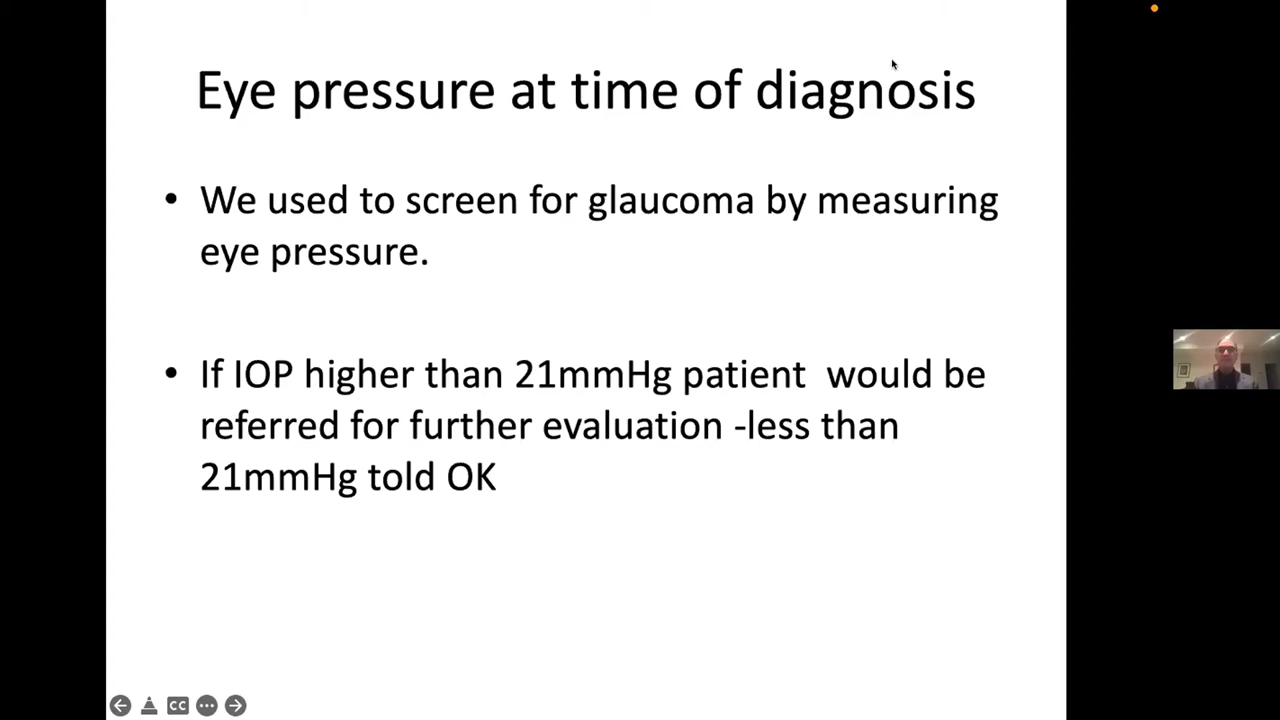 Eye pressure at time of diagnosis
• We used to screen for glaucoma by measuring
eye pressure.
• If IOP higher than 21mmHg patient  would be
referred for further evaluation -less than
21mmHg told OK
CC